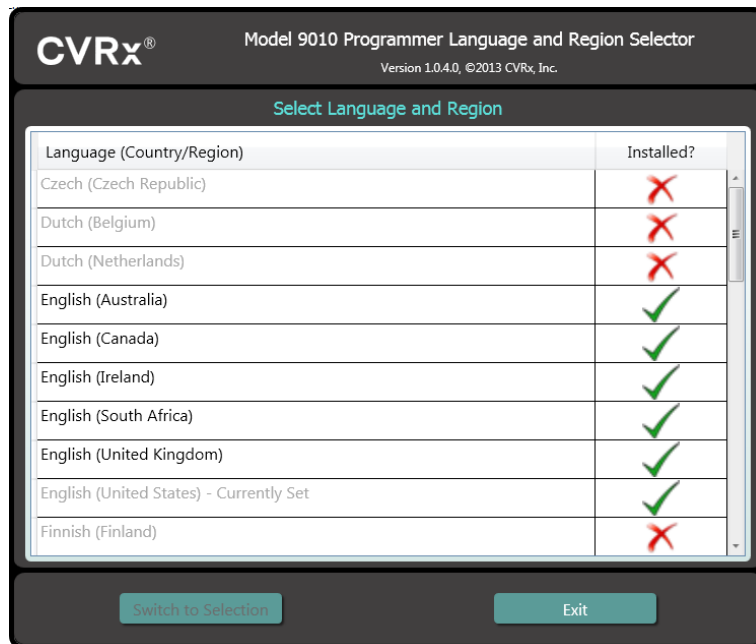 CVRx®
Model 9010 Programmer Language and Region Selector
Version 1.0.4.0, ©2013 CVRx, Inc.
Select Language and Region
Language (Country/Region) Installed?
Czech (Czech Republic)
Dutch (Belgium)
Dutch (Netherlands)
English (Australia)
English (Canada)
English (Ireland)
English (South Africa)
English (United Kingdom)
English (United States) - Currently Set
Finnish (Finland)
Switch to Selection Exit